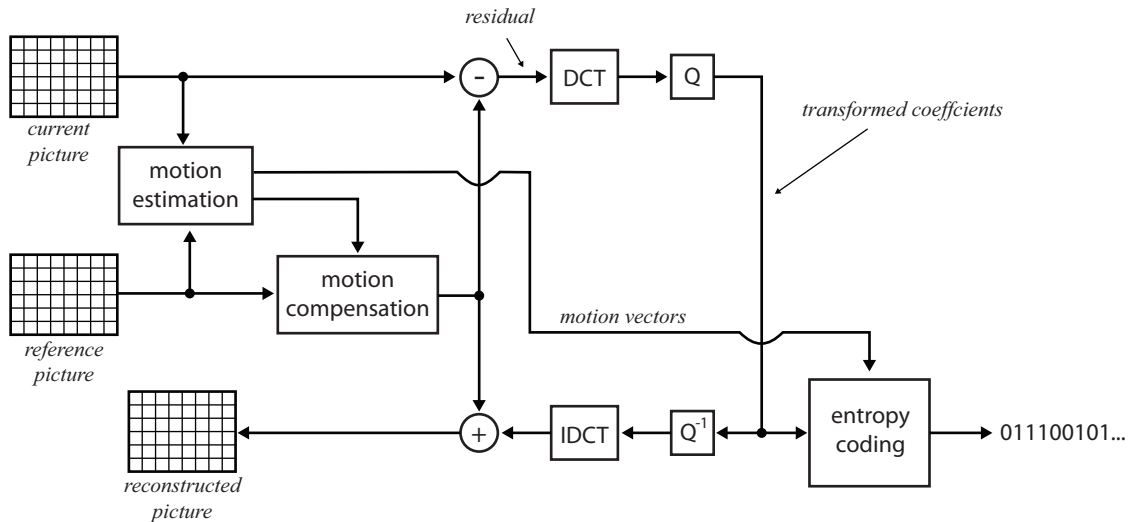 residual
current
picture
-
DCT
Q
transformed coeffcients
motion
estimation
motion
compensation
reference
picture
motion vectors
reconstructed
picture
+
IDCT
Q-1
entropy
coding
011100101...